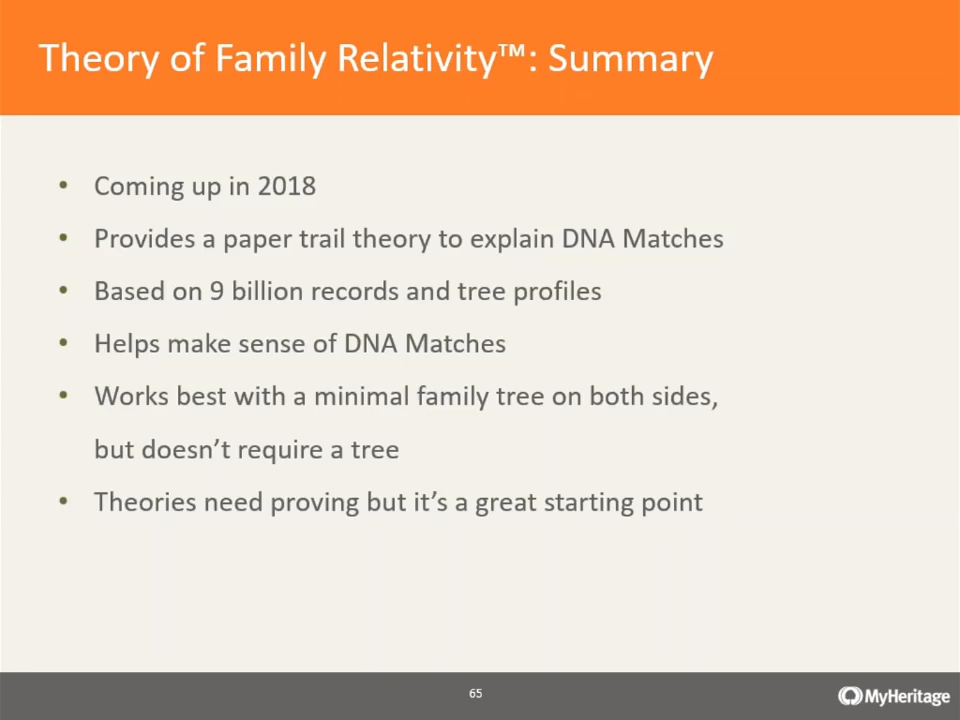 Theory of Family Relativity™: Summary
• Coming up in 2018
• Provides a paper trail theory to explain DNA Matches
• Based on 9 billion records and tree profiles
• Helps make sense of DNA Matches
• Works best with a minimal family tree on both sides,
but doesn’t require a tree
• Theories need proving but it’s a great starting point
65
MyHeritage